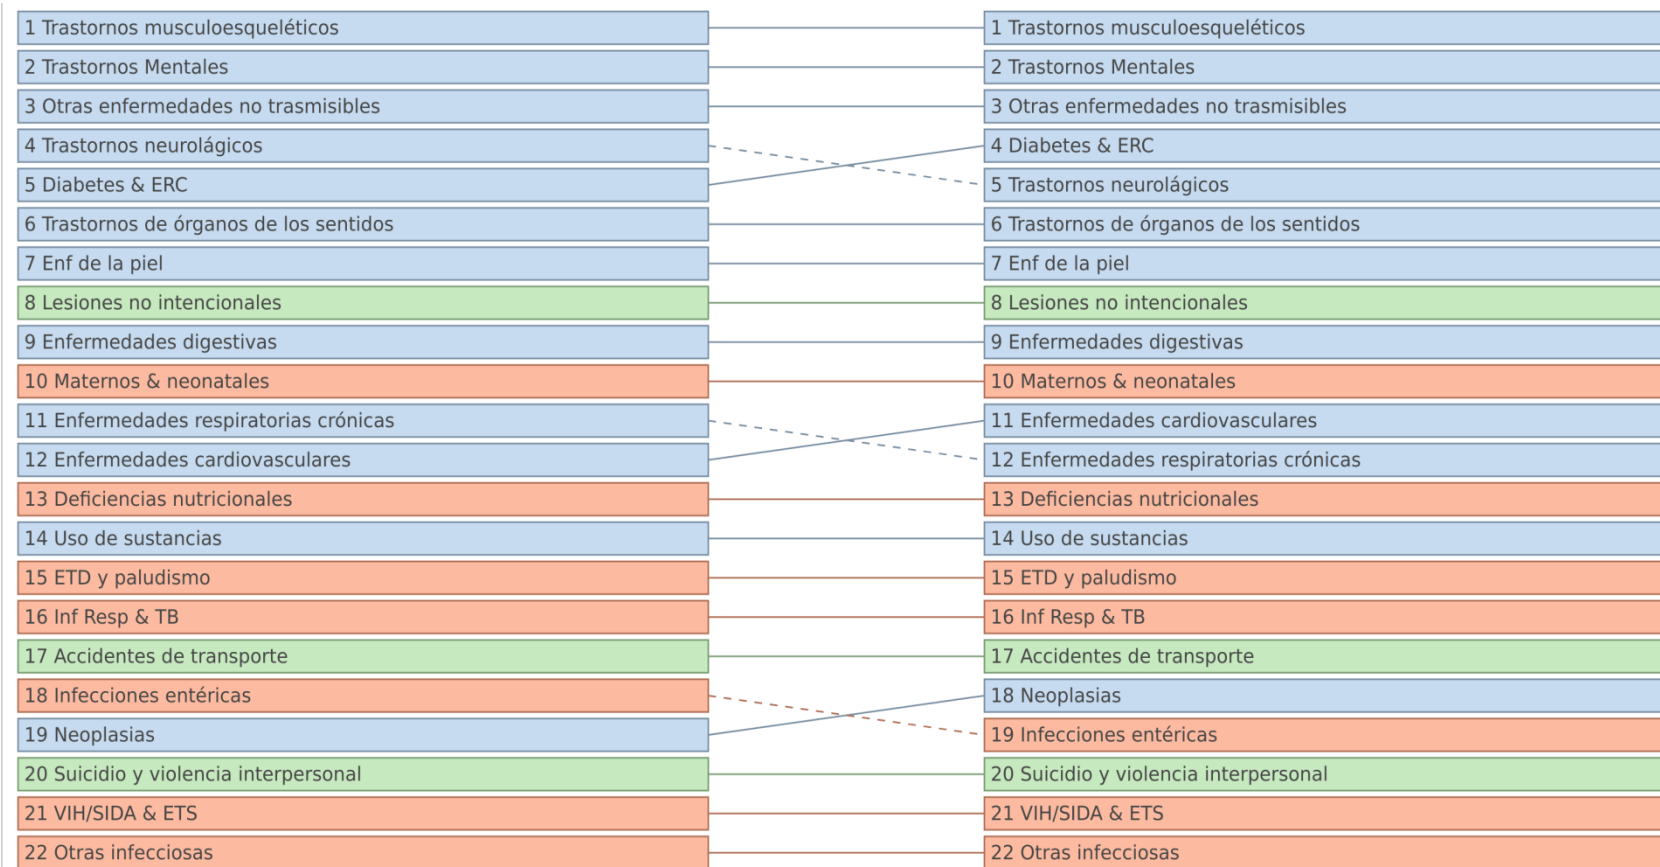 1 Trastornos musculoesqueléticos
2 Trastornos Mentales
3 Otras enfermedades no trasmisibles
4 Trastornos neurolágicos
5 Diabetes & ERC
6 Trastornos de órganos de los sentidos
7 Enf de la piel
8 Lesiones no intencionales
9 Enfermedades digestivas
10 Maternos & neonatales
11 Enfermedades respiratorias crónicas
12 Enfermedades cardiovasculares
13 Deficiencias nutricionales
14 Uso de sustancias
15 ETD y paludismo
16 Inf Resp & TB
17 Accidentes de transporte
18 Infecciones entéricas
19 Neoplasias
20 Suicidio y violencia interpersonal
21 VIH/SIDA & ETS
22 Otras infecciosas
1 Trastornos musculoesqueléticos
2 Trastornos Mentales
3 Otras enfermedades no trasmisibles
4 Diabetes & ERC
5 Trastornos neurolágicos
6 Trastornos de órganos de los sentidos
7 Enf de la piel
8 Lesiones no intencionales
9 Enfermedades digestivas
10 Maternos & neonatales
11 Enfermedades cardiovasculares
12 Enfermedades respiratorias crónicas
13 Deficiencias nutricionales
14 Uso de sustancias
15 ETD y paludismo
16 Inf Resp & TB
17 Accidentes de transporte
18 Neoplasias
19 Infecciones entéricas
20 Suicidio y violencia interpersonal
21 VIH/SIDA & ETS
22 Otras infecciosas